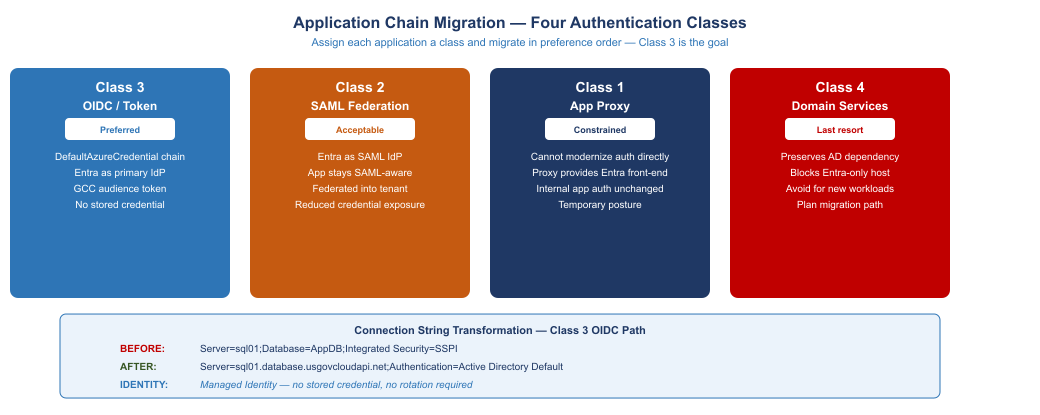 Application Chain Migration — Four Authentication Classes
Assign each application a class and migrate in preference order — Class 3 is the goal
Class 3
OIDC / Token
Preferred
DefaultAzureCredential chain
Entra as primary IdP
GCC audience token
No stored credential
Class 2
SAML Federation
Acceptable
Entra as SAML IdP
App stays SAML-aware
Federated into tenant
Reduced credential exposure
Class 1
App Proxy
Constrained
Cannot modernize auth directly
Proxy provides Entra front-end
Internal app auth unchanged
Temporary posture
Class 4
Domain Services
Last resort
Preserves AD dependency
Blocks Entra-only host
Avoid for new workloads
Plan migration path
Connection String Transformation — Class 3 OIDC Path
BEFORE: Server=sql01;Database=AppDB;Integrated Security=SSPI
AFTER: Server=sql01.database.usgovcloudapi.net;Authentication=Active Directory Default
IDENTITY: Managed Identity — no stored credential, no rotation required